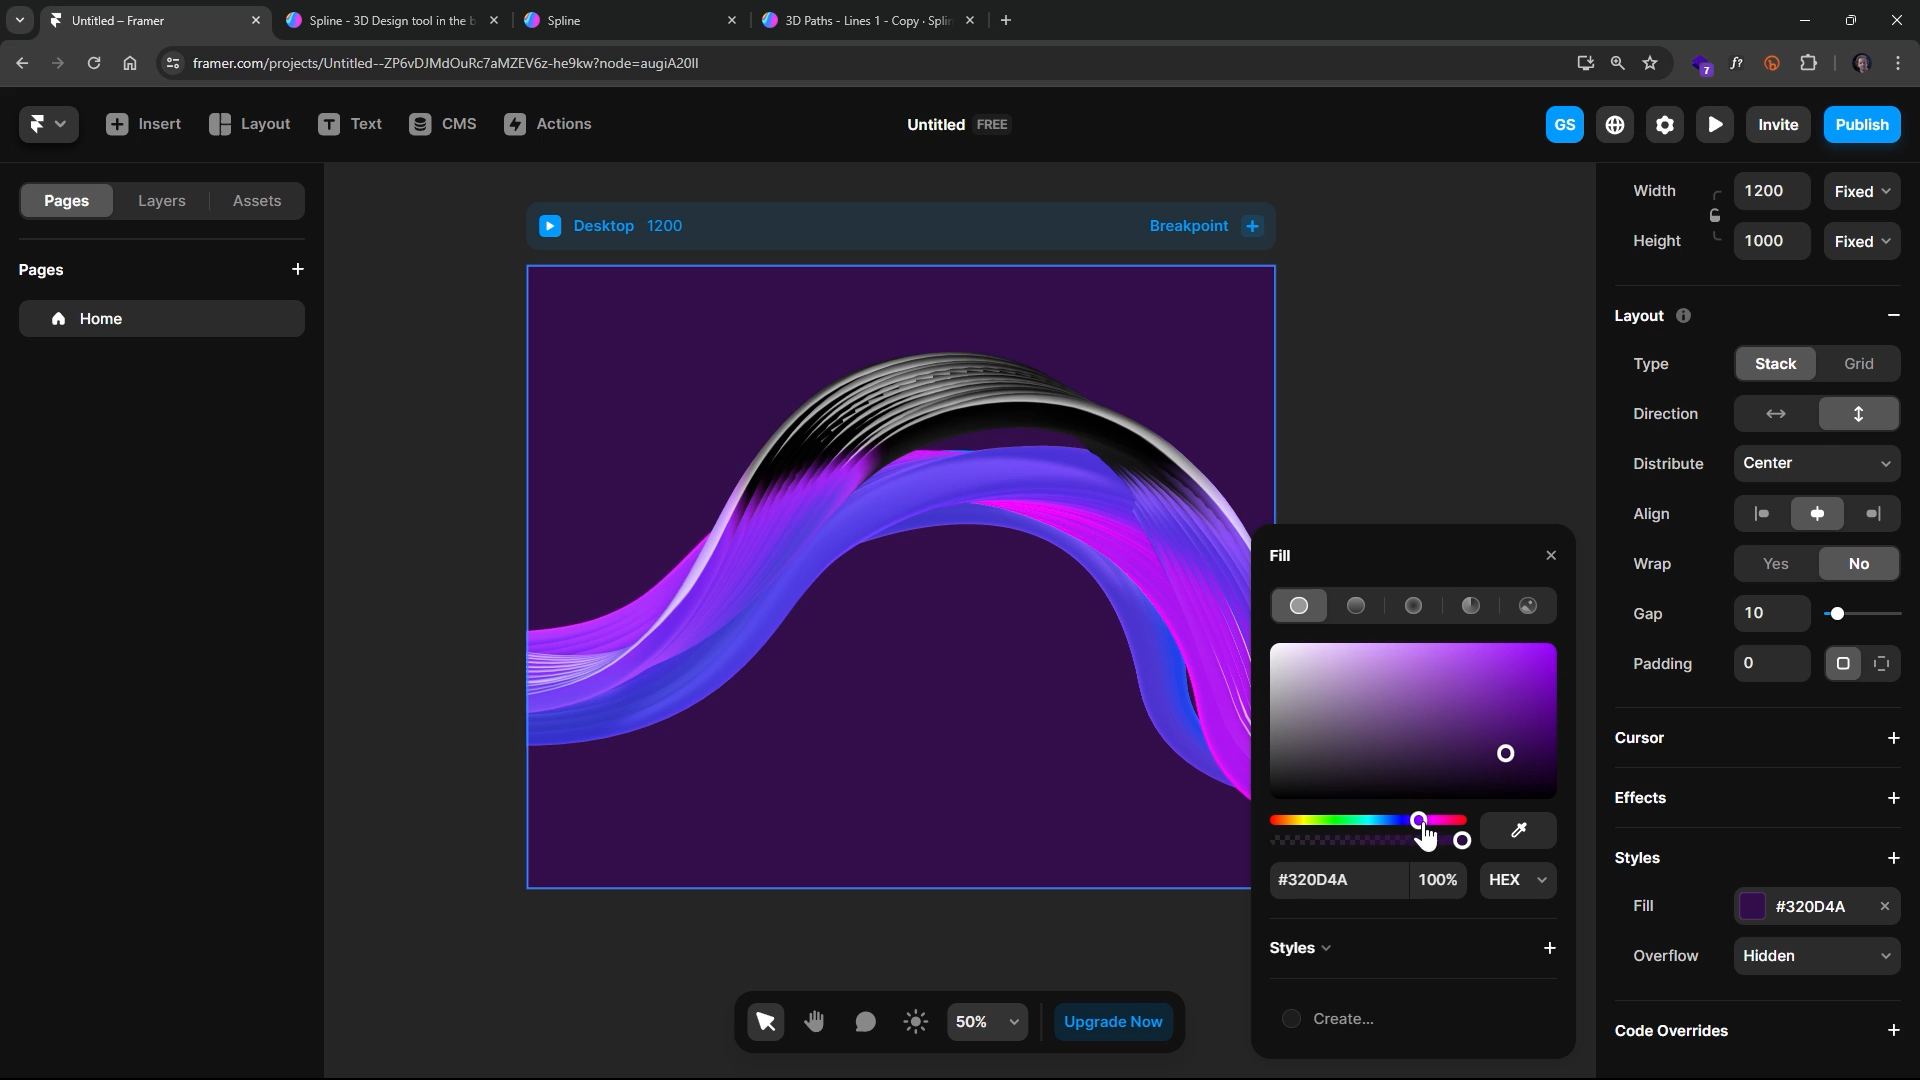 Untitled – Framer
Spline - 3D Design tool in the b
Spline
3D Paths - Lines 1 - Copy · Splin
framer.com/projects/Untitled--ZP6vDJMdOuRc7aMZEV6z-he9kw?node=augiA20Il
7
f?
Insert
Layout
Text
CMS
Actions
Untitled FREE
GS
Invite
Publish
Pages
Layers
Assets
Pages
Home
Desktop 1200
Breakpoint
Width 1200 Fixed
Height 1000 Fixed
Layout
Type Stack Grid
Direction
Distribute Center
Align
Wrap Yes No
Gap 10
Padding 0
Cursor
Effects
Styles
Fill #320D4A
Overflow Hidden
Code Overrides
Fill
#320D4A 100% HEX
Styles
Create...
50%
Upgrade Now